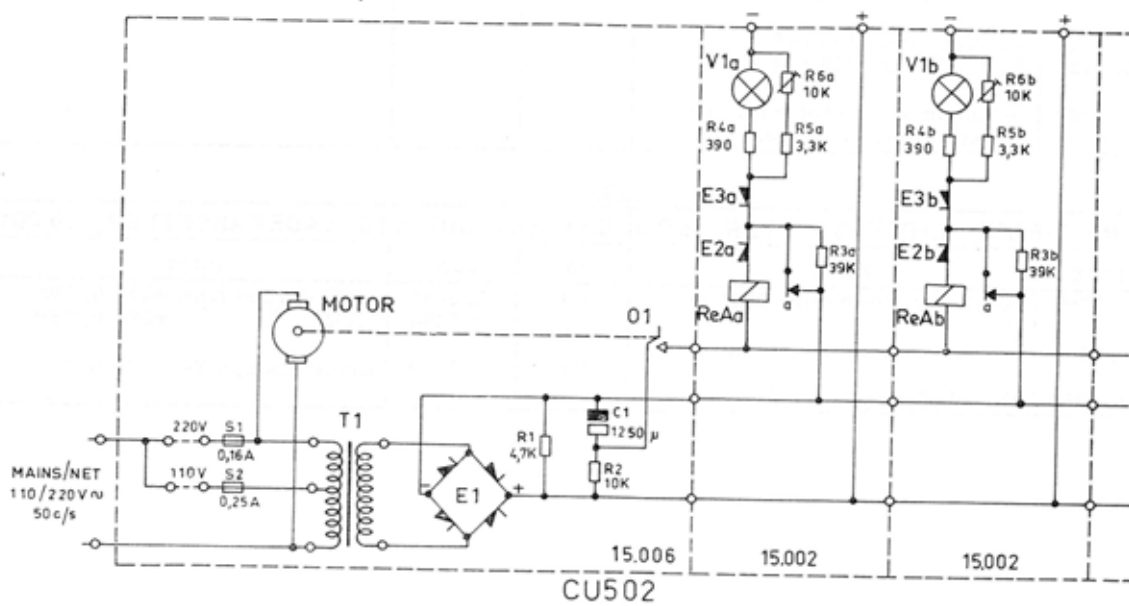 - + - +
V1a R6a 10K
V1b R6b 10K
R4a 390 R5a 3,3K
R4b 390 R5b 3,3K
E3a E3b
E2a R3a 39K
E2b R3b 39K
a a
ReAa ReAb
MOTOR
O1
T1
220V S1
0,16A
110V S2
0,25A
MAINS/NET
110/220V ~
50c/s
R1
4,7K
C1
1250 µ
R2
10K
- E1 +
15.006 15.002 15.002
CU502